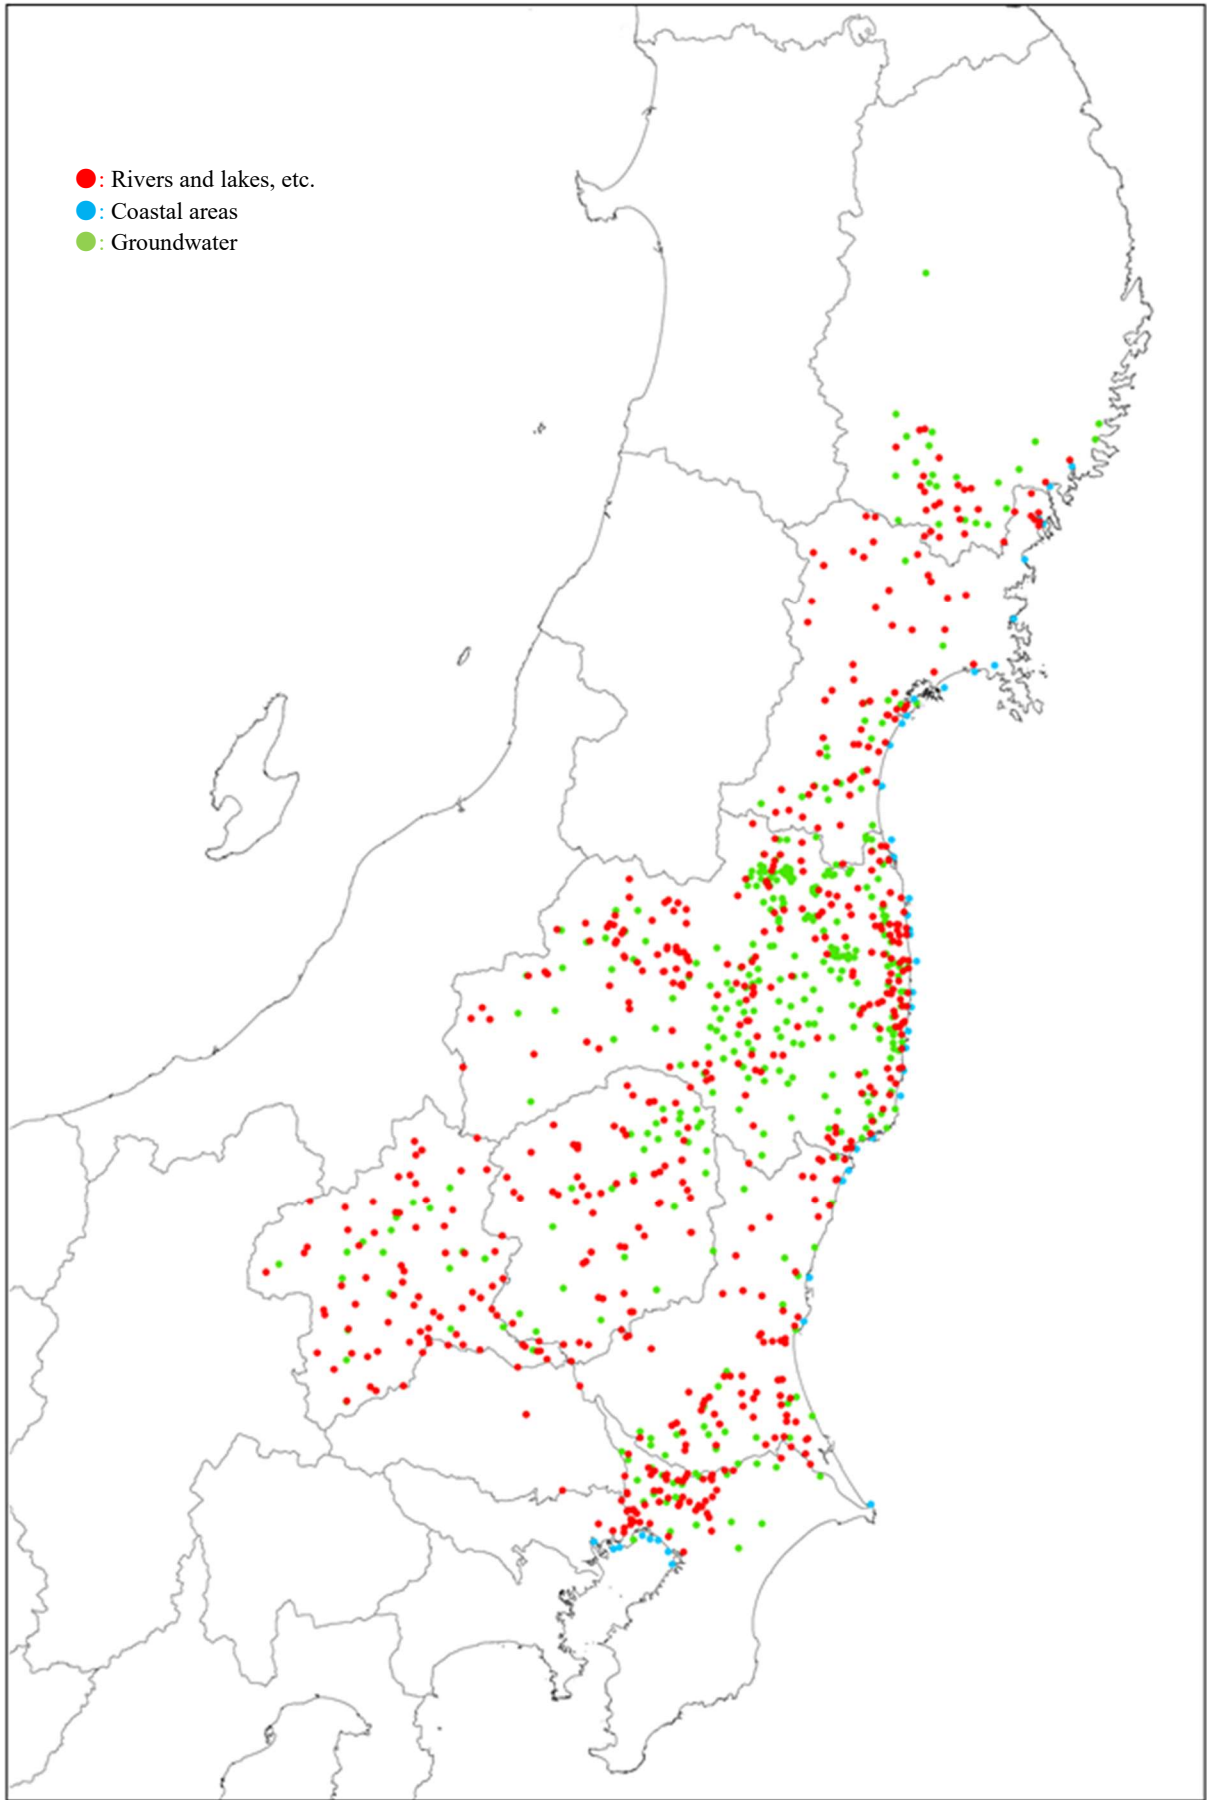 : Rivers and lakes, etc.
: Coastal areas
: Groundwater